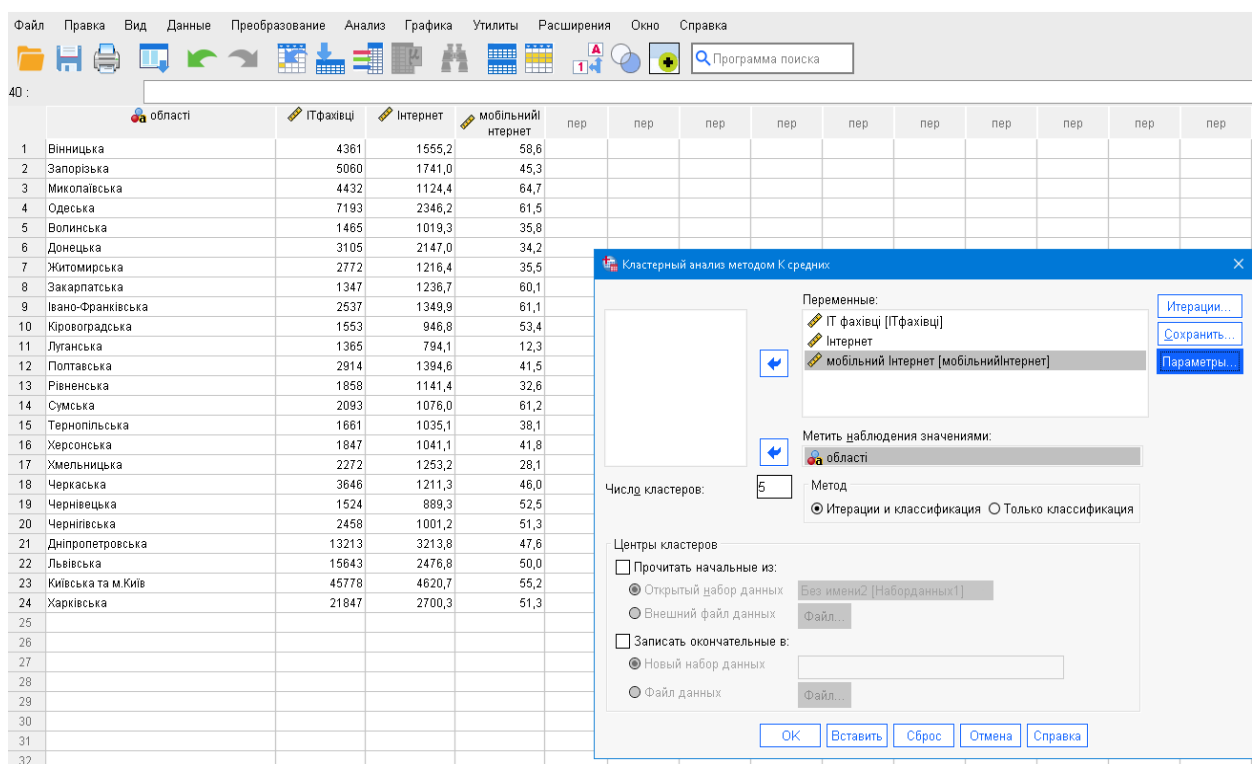 Файл Правка Вид Данные Преобразование Анализ Графика Утилиты Расширения Окно Справка
Программа поиска
40 :
области ІТфахівці Інтернет мобільнийІ
нтернет пер пер пер пер пер пер пер пер пер пер
1 Вінницька 4361 1555,2 58,6
2 Запорізька 5060 1741,0 45,3
3 Миколаївська 4432 1124,4 64,7
4 Одеська 7193 2346,2 61,5
5 Волинська 1465 1019,3 35,8
6 Донецька 3105 2147,0 34,2
7 Житомирська 2772 1216,4 35,5
8 Закарпатська 1347 1236,7 60,1
9 Івано-Франківська 2537 1349,9 61,1
10 Кіровоградська 1553 946,8 53,4
11 Луганська 1365 794,1 12,3
12 Полтавська 2914 1394,6 41,5
13 Рівненська 1858 1141,4 32,6
14 Сумська 2093 1076,0 61,2
15 Тернопільська 1661 1035,1 38,1
16 Херсонська 1847 1041,1 41,8
17 Хмельницька 2272 1253,2 28,1
18 Черкаська 3646 1211,3 46,0
19 Чернівецька 1524 889,3 52,5
20 Чернігівська 2458 1001,2 51,3
21 Дніпропетровська 13213 3213,8 47,6
22 Львівська 15643 2476,8 50,0
23 Київська та м.Київ 45778 4620,7 55,2
24 Харківська 21847 2700,3 51,3
25
26
27
28
29
30
31
32
Кластерный анализ методом К средних
Переменные:
ІТ фахівці [ІТфахівці]
Інтернет
мобільний Інтернет [мобільнийІнтернет]
Итерации...
Сохранить...
Параметры...
Метить наблюдения значениями:
області
Число кластеров: 5
Метод
Итерации и классификация Только классификация
Центры кластеров
Прочитать начальные из:
Открытый набор данных Без имени2 [Наборданных1]
Внешний файл данных Файл...
Записать окончательные в:
Новый набор данных
Файл данных Файл...
OK Вставить Сброс Отмена Справка